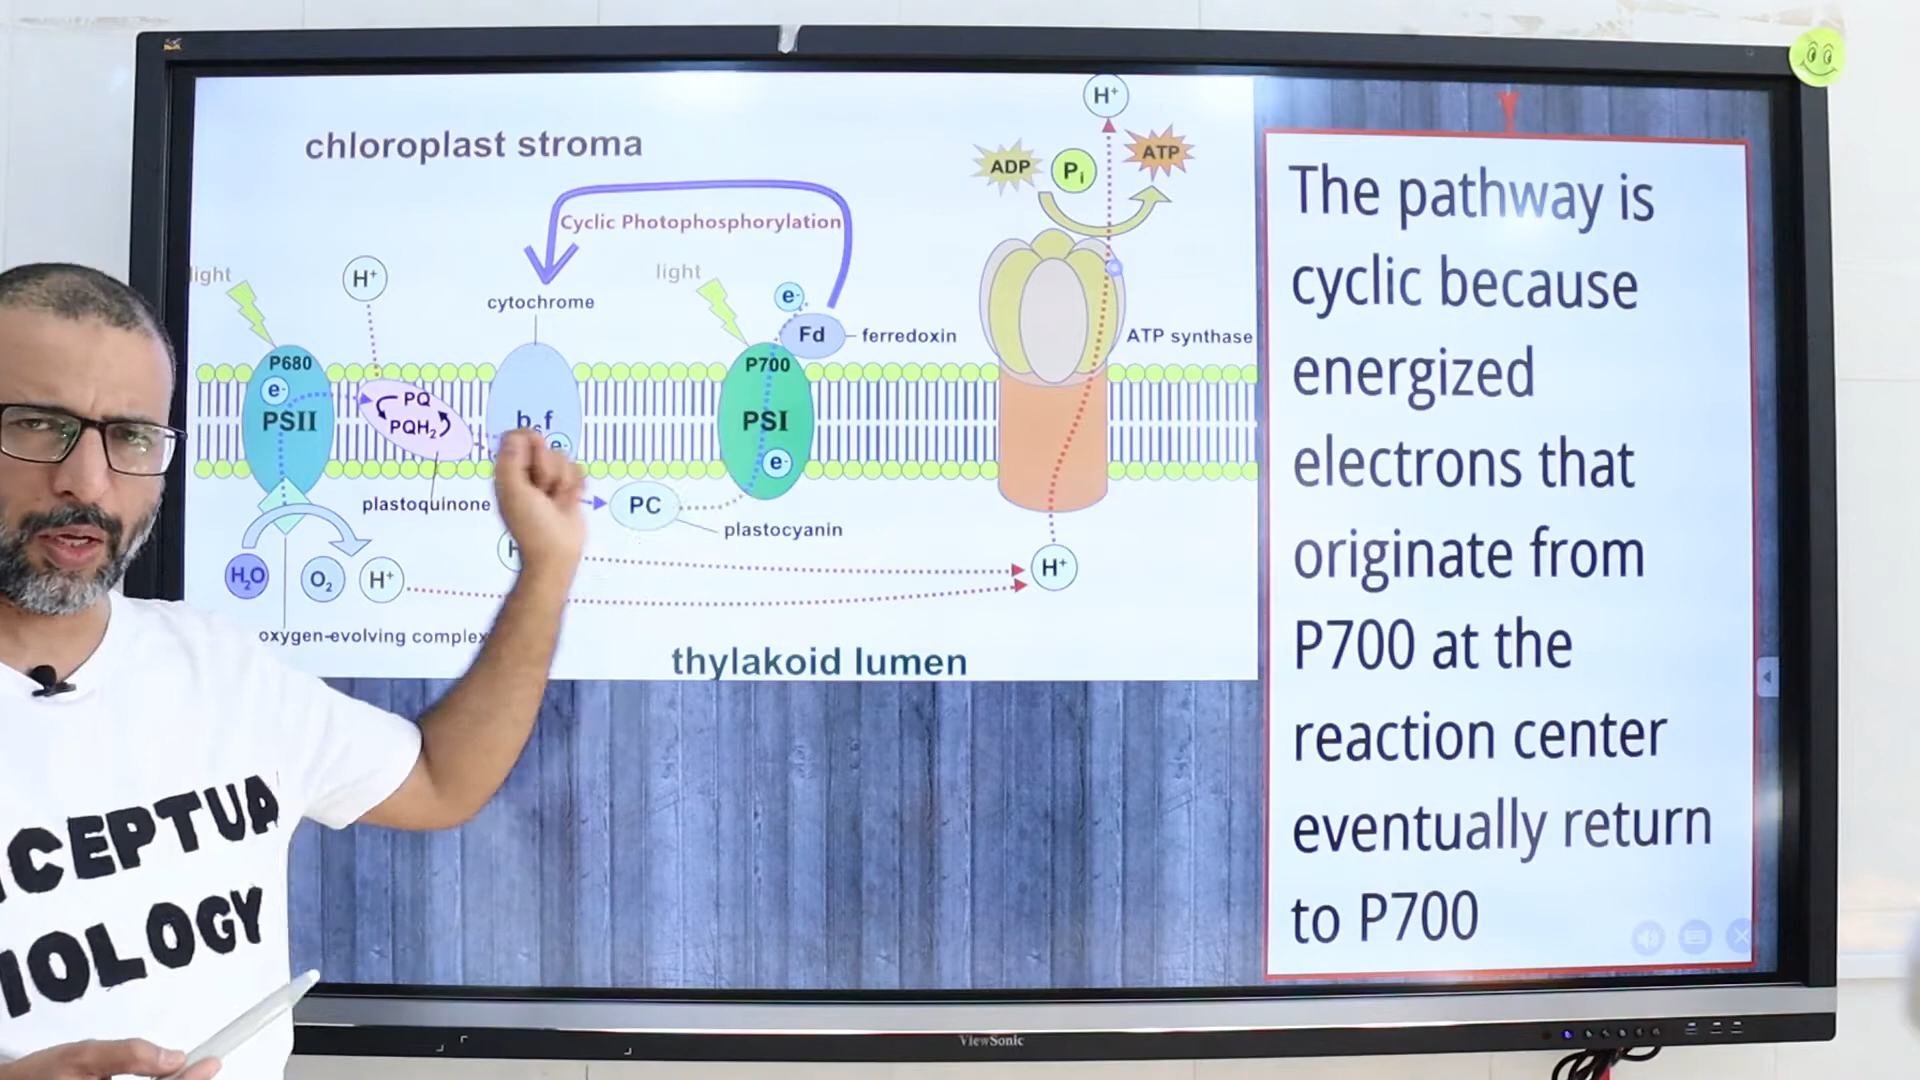 chloroplast stroma
H+
ADP
Pi
ATP
Cyclic Photophosphorylation
light
H+
light
cytochrome
e-
Fd
ferredoxin
ATP synthase
P680
P700
e-
PSII
PQ
PQH2
b6f
e-
PSI
e-
plastoquinone
PC
plastocyanin
H2O
O2
H+
H
H+
oxygen-evolving complex
thylakoid lumen
The pathway is
cyclic because
energized
electrons that
originate from
P700 at the
reaction center
eventually return
to P700
CEPTUA
IOLOGY
ViewSonic